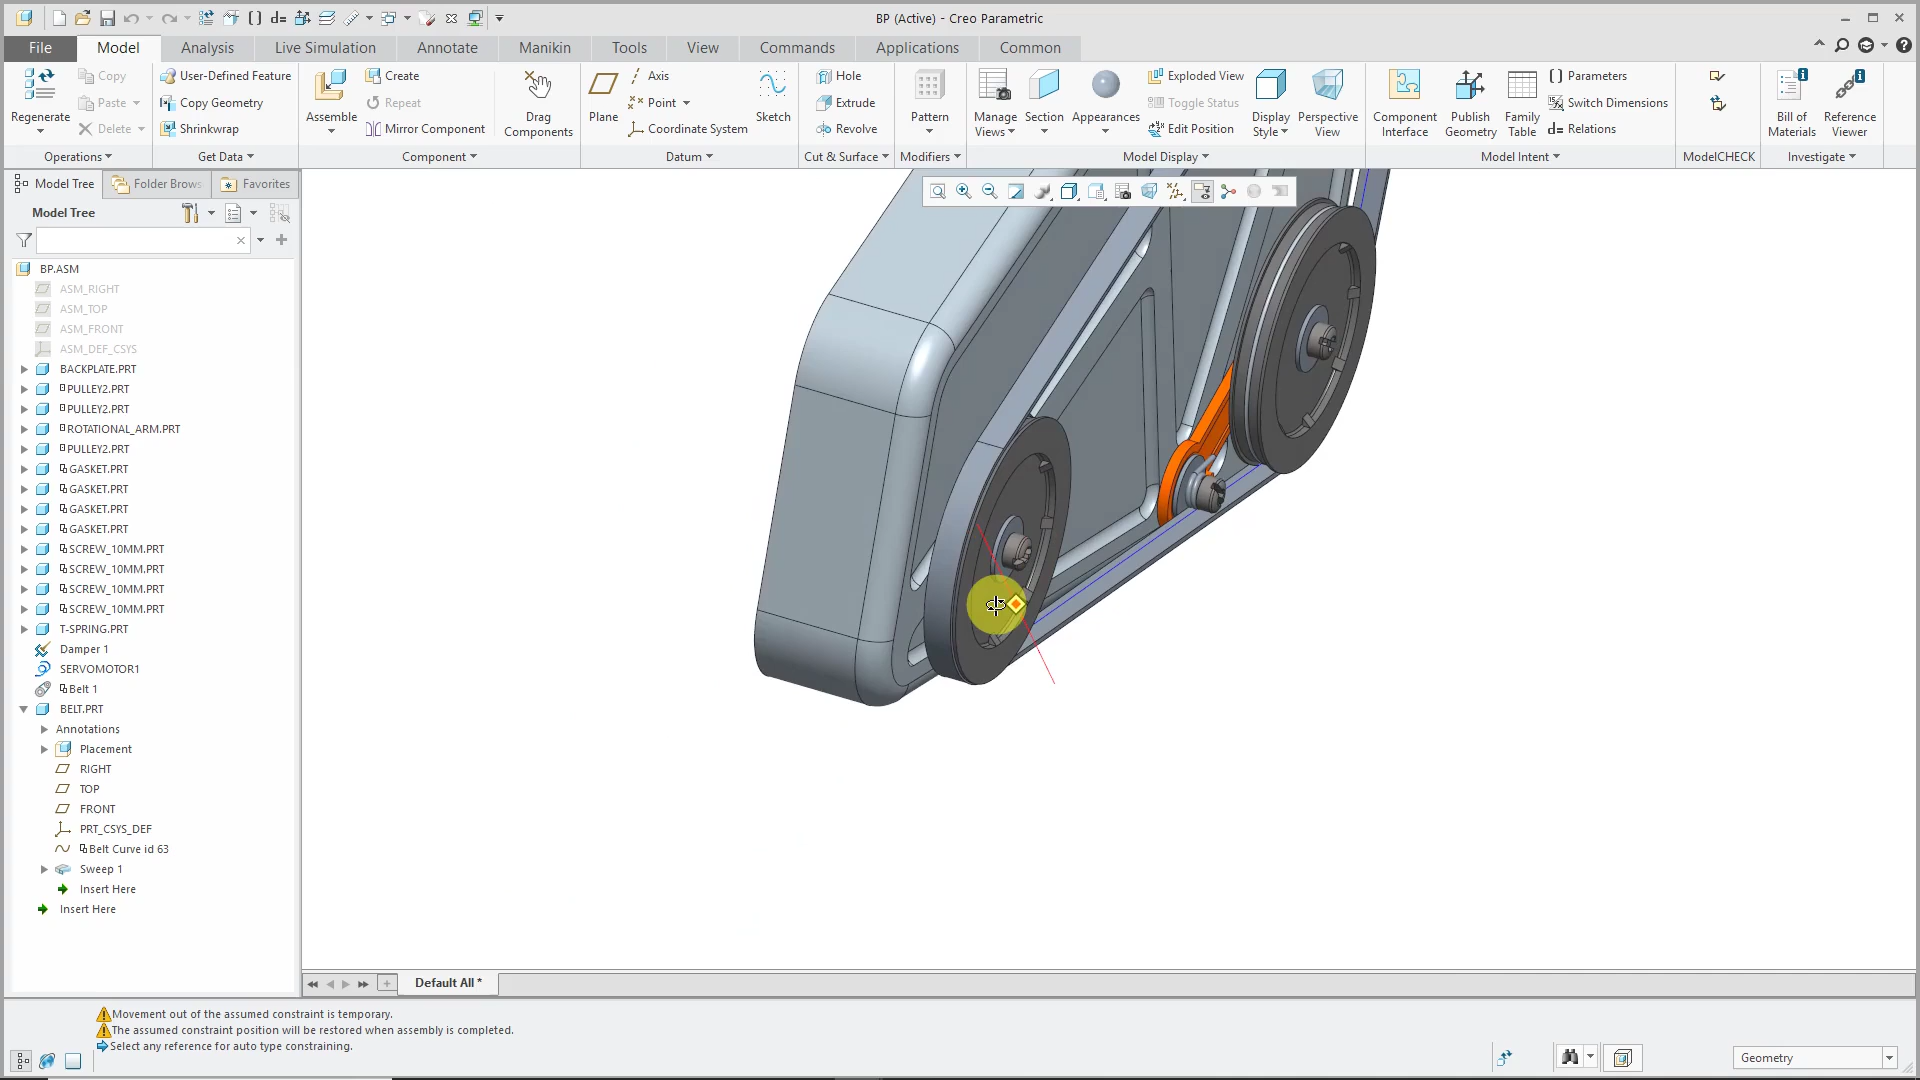 BP (Active) - Creo Parametric
File Model Analysis Live Simulation Annotate Manikin Tools View Commands Applications Common
Regenerate
Copy
Paste
Delete
Operations
User-Defined Feature
Copy Geometry
Shrinkwrap
Get Data
Assemble
Create
Repeat
Mirror Component
Drag Components
Component
Plane
Axis
Point
Coordinate System
Sketch
Datum
Hole
Extrude
Revolve
Cut & Surface
Pattern
Modifiers
Manage Views
Section
Appearances
Exploded View
Toggle Status
Edit Position
Display Style
Perspective View
Model Display
Component Interface
Publish Geometry
Family Table
Parameters
Switch Dimensions
d= Relations
Model Intent
ModelCHECK
Bill of Materials
Reference Viewer
Investigate
Model Tree
Folder Brows
Favorites
Model Tree
BP.ASM
ASM_RIGHT
ASM_TOP
ASM_FRONT
ASM_DEF_CSYS
BACKPLATE.PRT
PULLEY2.PRT
PULLEY2.PRT
ROTATIONAL_ARM.PRT
PULLEY2.PRT
GASKET.PRT
GASKET.PRT
GASKET.PRT
GASKET.PRT
SCREW_10MM.PRT
SCREW_10MM.PRT
SCREW_10MM.PRT
SCREW_10MM.PRT
T-SPRING.PRT
Damper 1
SERVOMOTOR1
Belt 1
BELT.PRT
Annotations
Placement
RIGHT
TOP
FRONT
PRT_CSYS_DEF
Belt Curve id 63
Sweep 1
Insert Here
Insert Here
Default All *
Movement out of the assumed constraint is temporary.
The assumed constraint position will be restored when assembly is completed.
Select any reference for auto type constraining.
Geometry